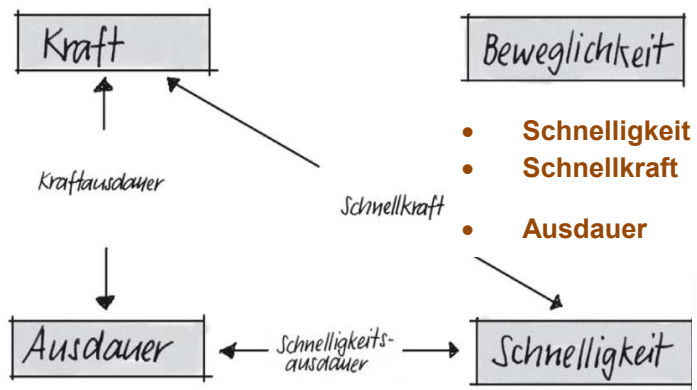 Kraft
Beweglichkeit
• Schnelligkeit
• Schnellkraft
Kraftausdauer
Schnellkraft
• Ausdauer
Ausdauer
Schnelligkeits-
ausdauer
Schnelligkeit